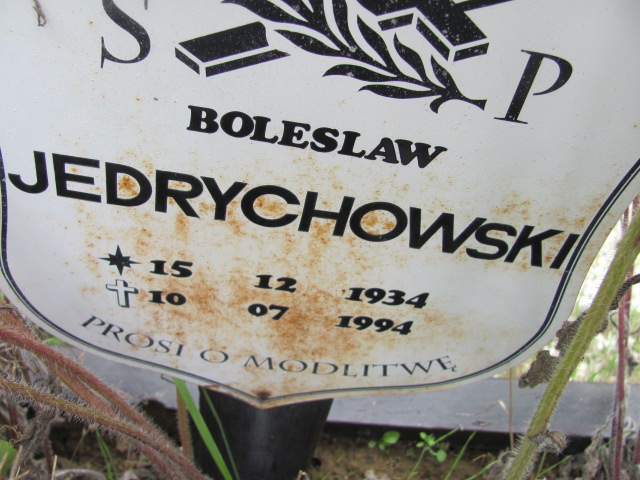 S P
BOLESLAW
JEDRYCHOWSKI
15 12 1934
10 07 1994
PROSI O MODLITWĘ